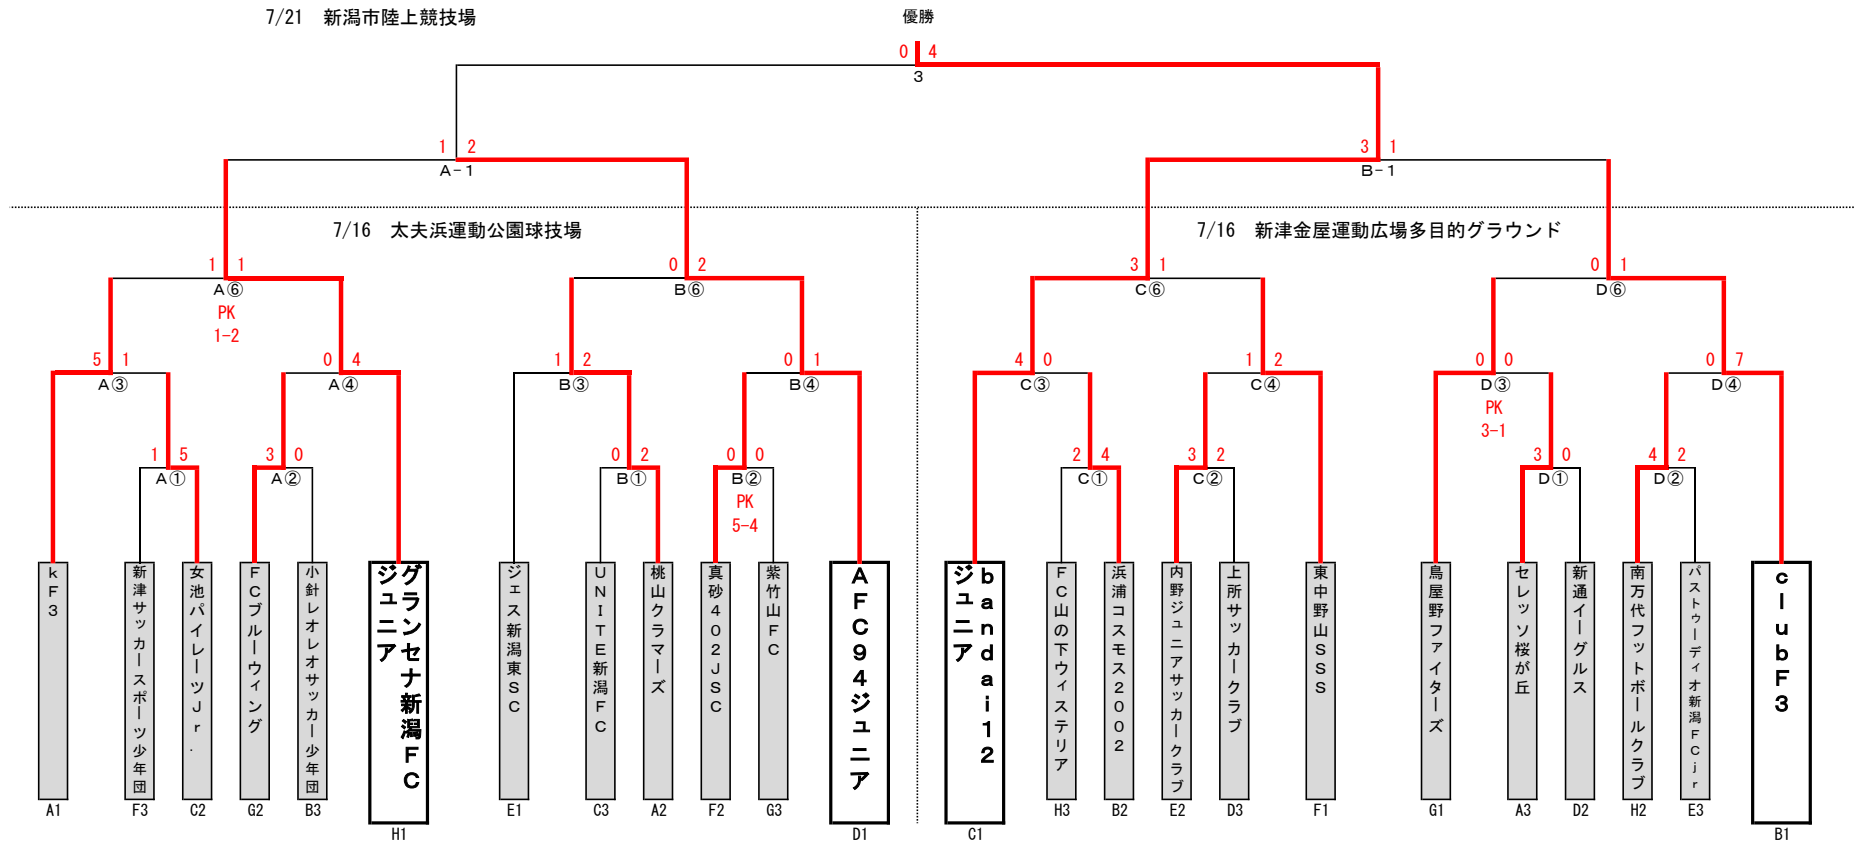 7/21　新潟市陸上競技場
優勝
0 4
3
1 2
A-1
3 1
B-1
7/16　太夫浜運動公園球技場
7/16　新津金屋運動広場多目的グラウンド
1 1
A⑥
PK
1-2
0 2
B⑥
3 1
C⑥
0 1
D⑥
5 1
A③
0 4
A④
1 2
B③
0 1
B④
4 0
C③
1 2
C④
0 0
D③
PK
3-1
0 7
D④
1 5
A①
3 0
A②
0 2
B①
0 0
B②
PK
5-4
2 4
C①
3 2
C②
3 0
D①
4 2
D②
kF3
新津サッカースポーツ少年団
女池パイレーツJr.
FCブルーウィング
小針レオレオサッカー少年団
グランセナ新潟FC
ジュニア
ジェス新潟東SC
UNITE新潟FC
桃山クラマーズ
真砂402JSC
紫竹山FC
AFC94ジュニア
bandai12
ジュニア
FC山の下ウィステリア
浜浦コスモス2002
内野ジュニアサッカークラブ
上所サッカークラブ
東中野山SSS
鳥屋野ファイターズ
セレッソ桜が丘
新通イーグルス
南万代フットボールクラブ
パストゥーディオ新潟FCjr
clubF3
A1
F3
C2
G2
B3
H1
E1
C3
A2
F2
G3
D1
C1
H3
B2
E2
D3
F1
G1
A3
D2
H2
E3
B1